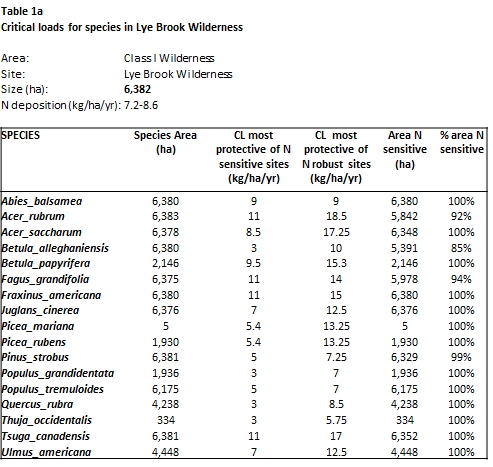 Table 1a
Critical loads for species in Lye Brook Wilderness
Area: Class I Wilderness
Site: Lye Brook Wilderness
Size (ha): 6,382
N deposition (kg/ha/yr): 7.2-8.6
SPECIES Species Area (ha) CL most protective of N sensitive sites (kg/ha/yr) CL most protective of N robust sites (kg/ha/yr) Area N sensitive (ha) % area N sensitive
Abies_balsamea 6,380 9 9 6,380 100%
Acer_rubrum 6,383 11 18.5 5,842 92%
Acer_saccharum 6,378 8.5 17.25 6,348 100%
Betula_alleghaniensis 6,380 3 10 5,391 85%
Betula_papyrifera 2,146 9.5 15.3 2,146 100%
Fagus_grandifolia 6,375 11 14 5,978 94%
Fraxinus_americana 6,380 11 15 6,380 100%
Juglans_cinerea 6,376 7 12.5 6,376 100%
Picea_mariana 5 5.4 13.25 5 100%
Picea_rubens 1,930 5.4 13.25 1,930 100%
Pinus_strobus 6,381 5 7.25 6,329 99%
Populus_grandidentata 1,936 3 7 1,936 100%
Populus_tremuloides 6,175 5 7 6,175 100%
Quercus_rubra 4,238 3 8.5 4,238 100%
Thuja_occidentalis 334 3 5.75 334 100%
Tsuga_canadensis 6,381 11 17 6,352 100%
Ulmus_americana 4,448 7 12.5 4,448 100%